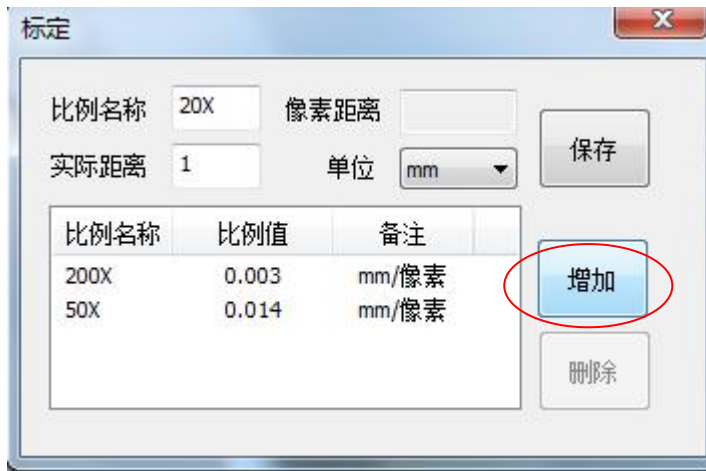 标定
比例名称 20X 像素距离
实际距离 1 单位 mm
保存
比例名称 比例值 备注
200X 0.003 mm/像素
50X 0.014 mm/像素
增加
删除